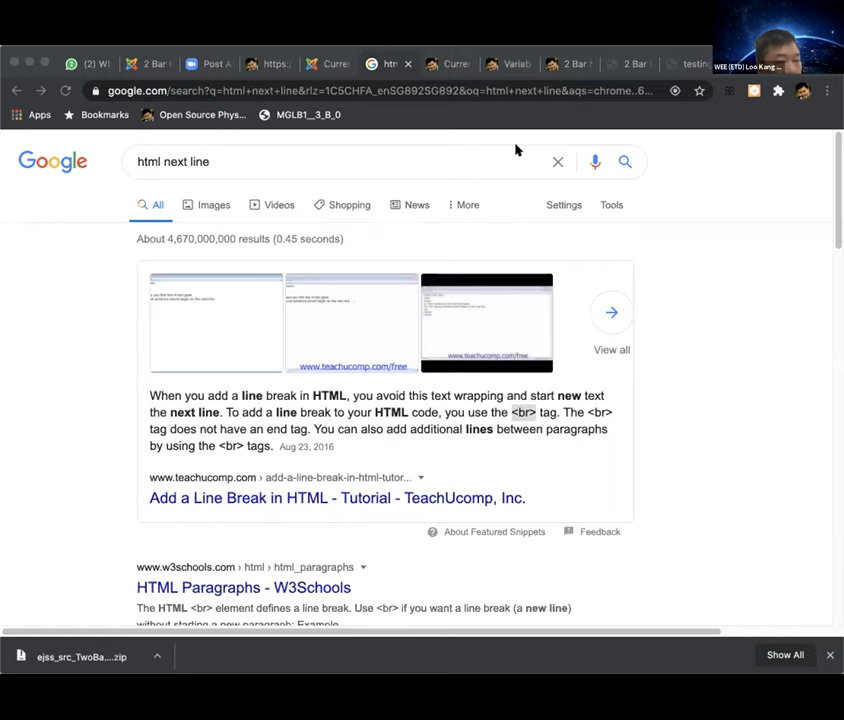 WEE (ETD) Loo Kang ...
(2) WI
2 Bar
Post A
https:
Curre
htn
Curre
Variab
2 Bar
2 Bar
testin
google.com/search?q=html+next+line&rlz=1C5CHFA_enSG892SG892&oq=html+next+line&aqs=chrome..6...
Apps
Bookmarks
Open Source Phys...
MGLB1__3_B_0
Google
html next line
All
Images
Videos
Shopping
News
More
Settings
Tools
About 4,670,000,000 results (0.45 seconds)
www.teachucomp.com/free
www.teachucomp.com/free
View all
When you add a line break in HTML, you avoid this text wrapping and start new text
the next line. To add a line break to your HTML code, you use the <br> tag. The <br>
tag does not have an end tag. You can also add additional lines between paragraphs
by using the <br> tags. Aug 23, 2016
www.teachucomp.com › add-a-line-break-in-html-tutor...
Add a Line Break in HTML - Tutorial - TeachUcomp, Inc.
About Featured Snippets
Feedback
www.w3schools.com › html › html_paragraphs
HTML Paragraphs - W3Schools
The HTML <br> element defines a line break. Use <br> if you want a line break (a new line)
without starting a new paragraph: Example
ejss_src_TwoBa....zip
Show All